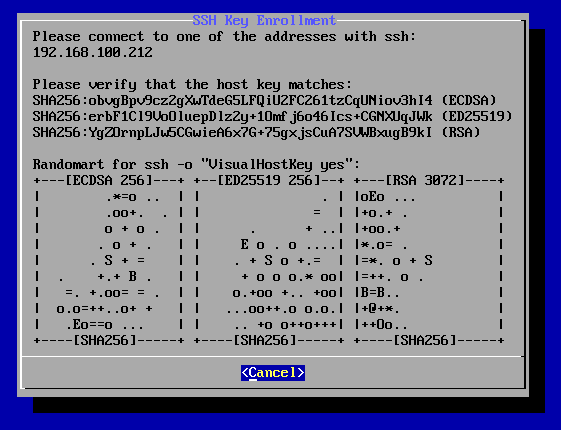 SSH Key Enrollment
Please connect to one of the addresses with ssh:
192.168.100.212
Please verify that the host key matches:
SHA256:obvgBpv9cz2gXwTdeG5LFQiU2FC261tzCqUNiov3hI4 (ECDSA)
SHA256:erbF1Cl9VoOluepDlz2y+1Omfj6o46Ics+CGNXUqJWk (ED25519)
SHA256:YgZOrnpLJw5CGwieA6x7G+75gxjsCuA7SVWBxugB9kI (RSA)
Randomart for ssh -o "VisualHostKey yes":
+---[ECDSA 256]---+ +--[ED25519 256]--+ +---[RSA 3072]----+
|        .*=o ..  | |               . | |oEo ...          |
|        .oo+.  . | |              =  | |+o.+ .           |
|        o + o .  | |      .      + ..| |+oo.+            |
|       . o + .   | |     E o . o ....| |*.o= .           |
|      . S + =    | |    . + S o +.=  | |=*. o + S        |
|  .    +.+ B .   | |     + o o o.* oo| |=++. o .         |
|   =. +.oo= = .  | |    o.+oo +.. +oo| |B=B..            |
|  o.o=++..o+ +   | |   ...oo++.o o.o.| |+@+*.            |
|   .Eo==o ...    | |    .. +o o++o+++| |++Oo..           |
+----[SHA256]-----+ +----[SHA256]-----+ +----[SHA256]-----+
<Cancel>